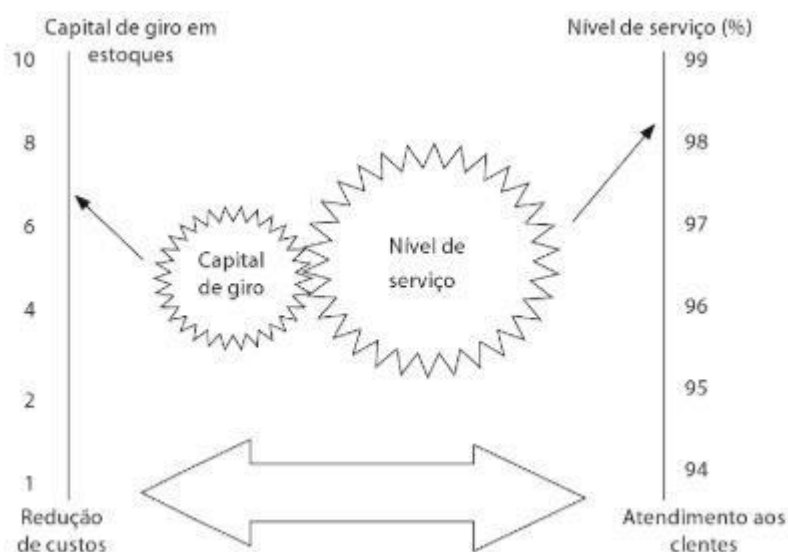 Capital de giro em
estoques
Nível de serviço (%)
10
99
8
98
6
97
4
96
2
95
1
94
Capital
de giro
Nível de
serviço
Redução
de custos
Atendimento aos
clentes